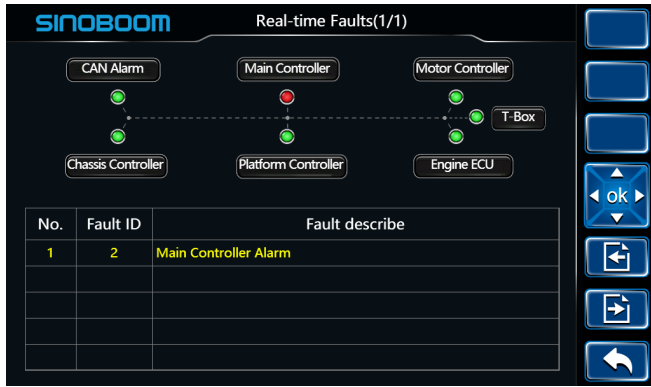 SINOBOOM
Real-time Faults(1/1)
CAN Alarm
Main Controller
Motor Controller
T-Box
Chassis Controller
Platform Controller
Engine ECU
ok
No. Fault ID Fault describe
1 2 Main Controller Alarm